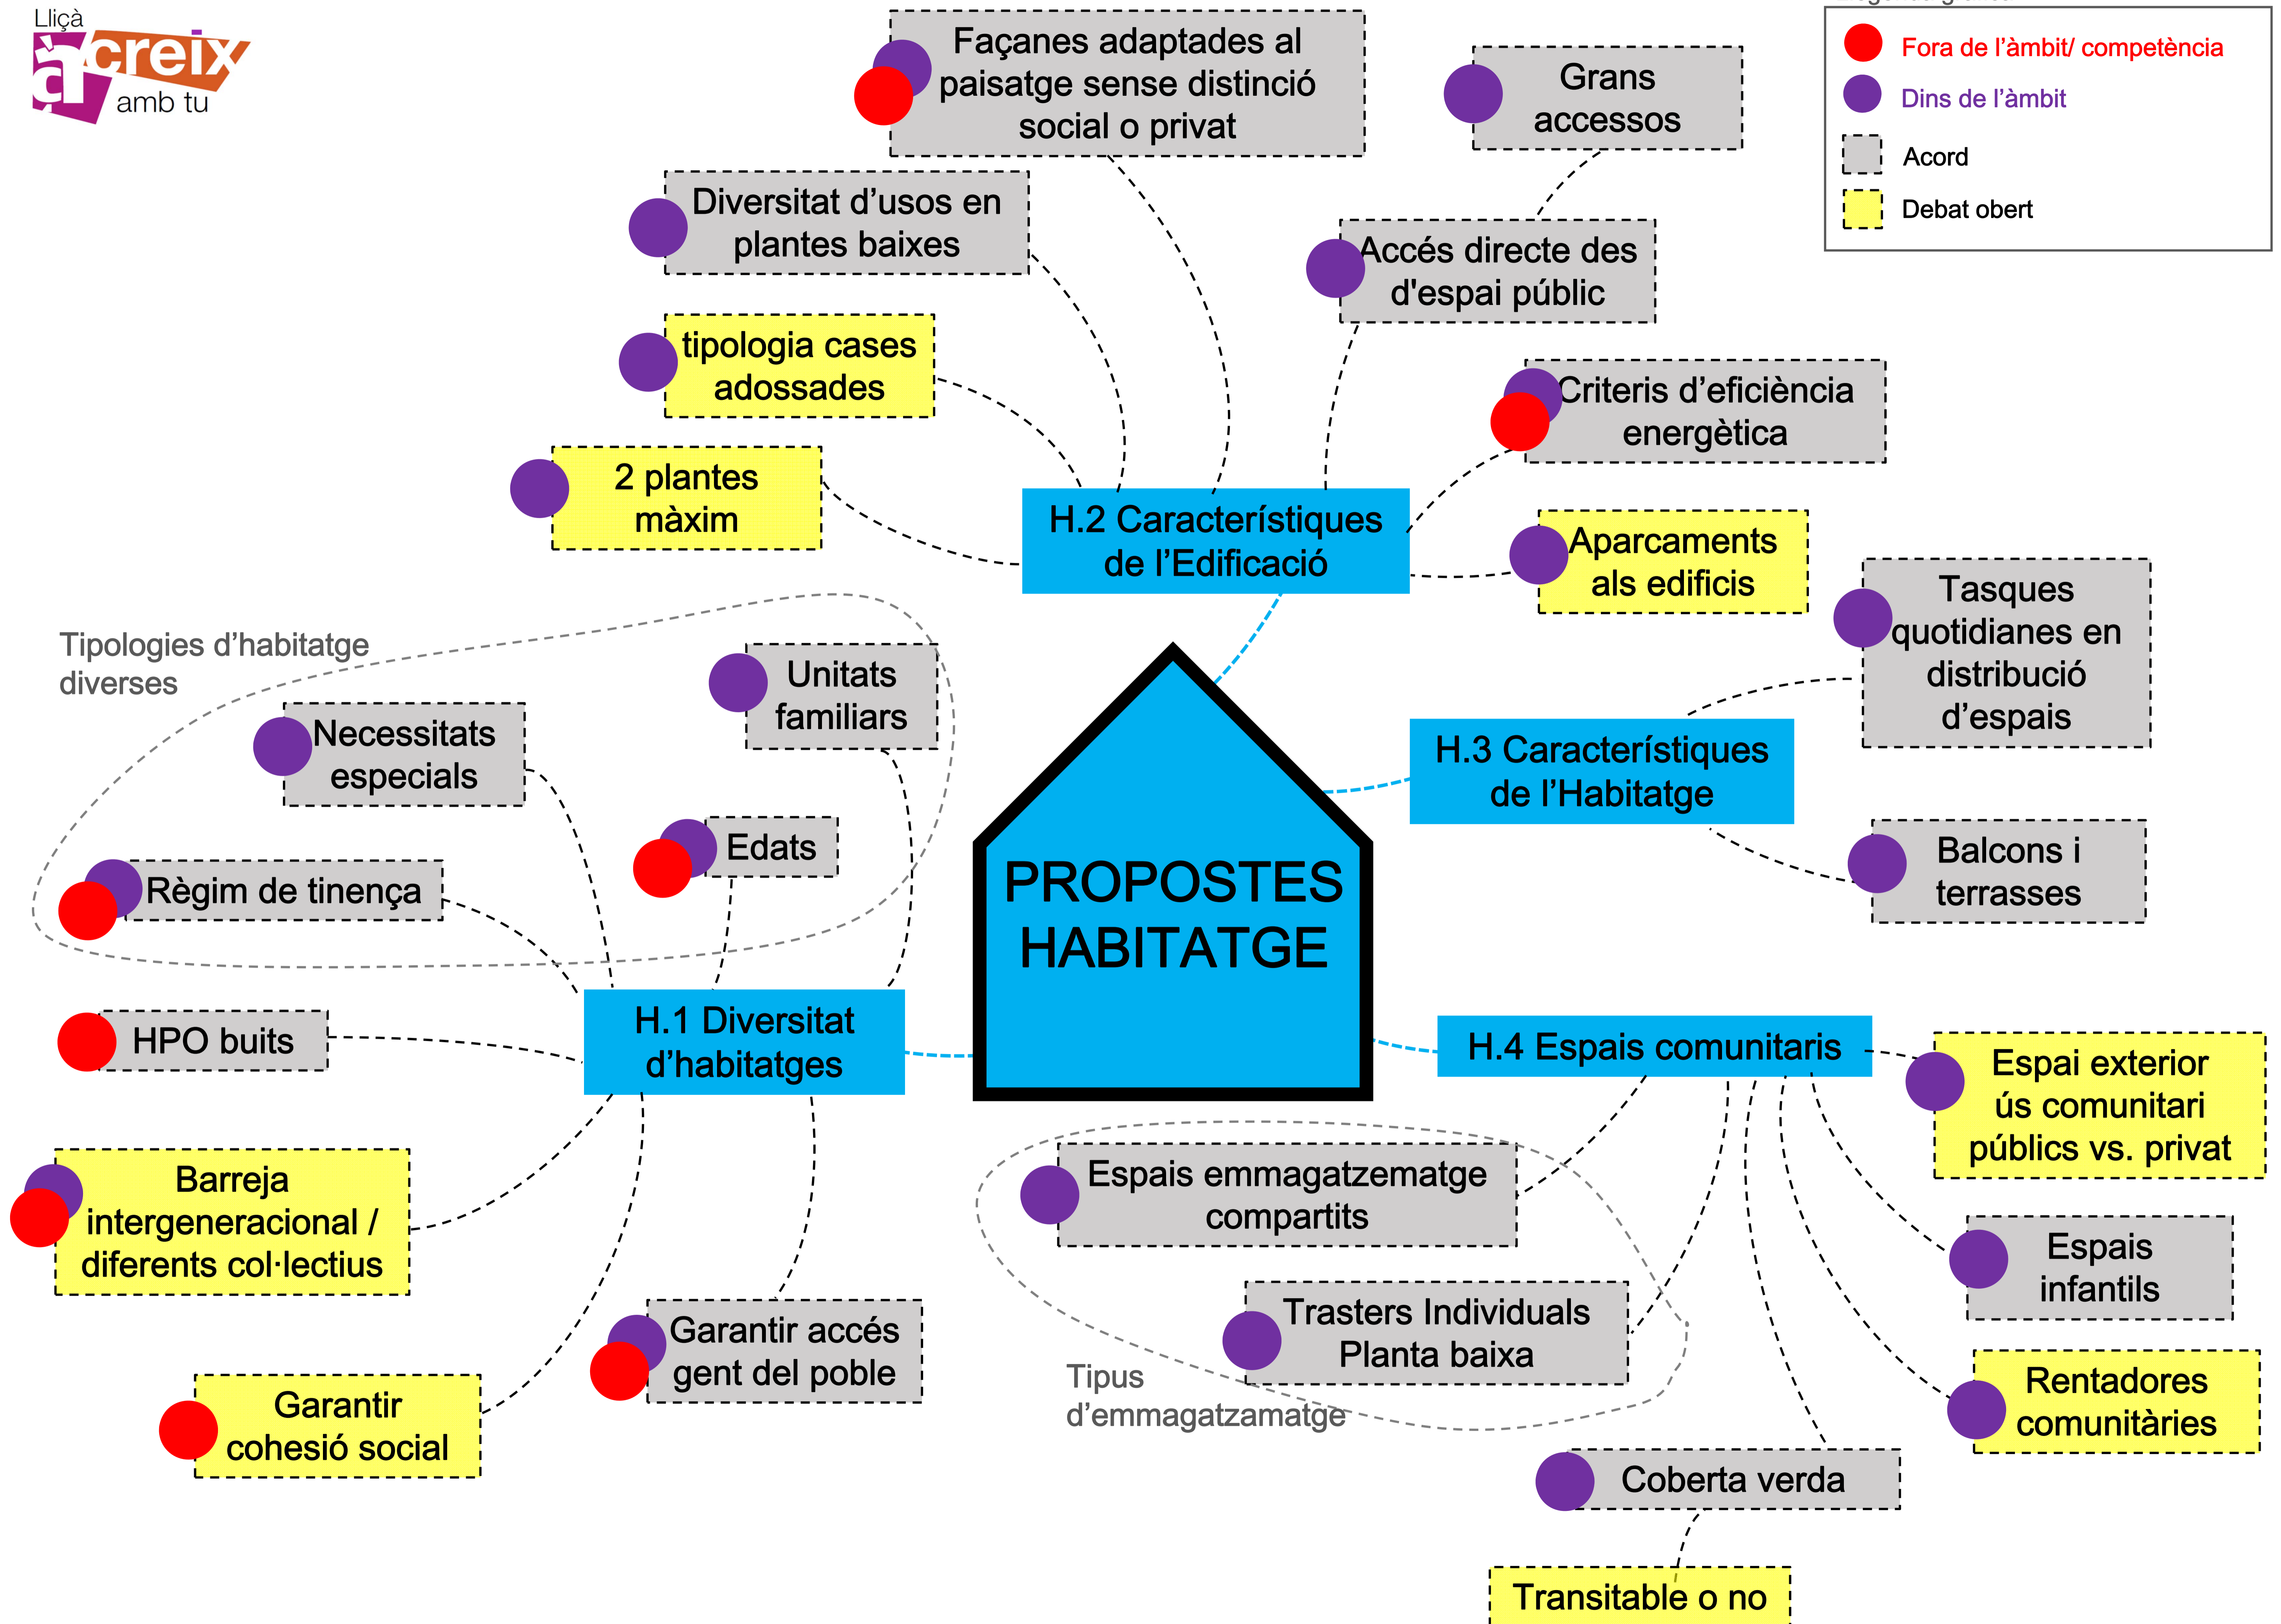 Lliçà
çà creix
amb tu
Fora de l'àmbit/ competència
Dins de l'àmbit
Acord
Debat obert
Façanes adaptades al
paisatge sense distinció
social o privat
Grans
accessos
Diversitat d'usos en
plantes baixes
Accés directe des
d'espai públic
tipologia cases
adossades
Criteris d'eficiència
energètica
2 plantes
màxim
H.2 Característiques
de l'Edificació
Aparcaments
als edificis
Tasques
quotidianes en
distribució
d'espais
Tipologies d'habitatge
diverses
Unitats
familiars
Necessitats
especials
H.3 Característiques
de l'Habitatge
Edats
Règim de tinença
Balcons i
terrasses
PROPOSTES
HABITATGE
HPO buits
H.1 Diversitat
d'habitatges
H.4 Espais comunitaris
Espai exterior
ús comunitari
públics vs. privat
Barreja
intergeneracional /
diferents col·lectius
Espais emmagatzematge
compartits
Espais
infantils
Garantir accés
gent del poble
Trasters Individuals
Planta baixa
Tipus
d'emmagatzamatge
Garantir
cohesió social
Rentadores
comunitàries
Coberta verda
Transitable o no